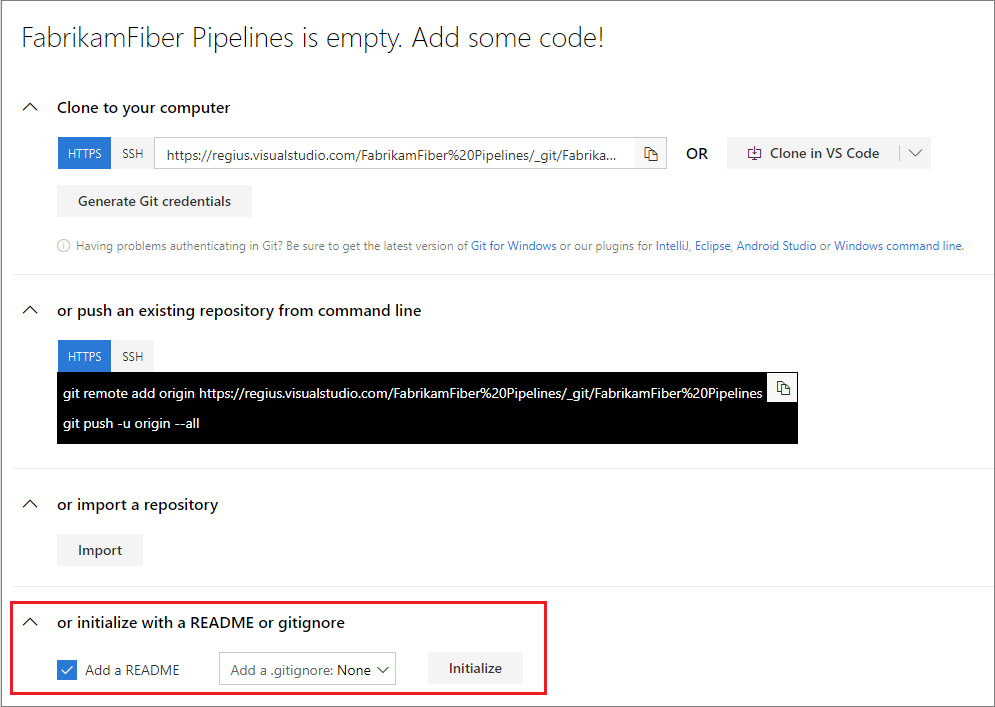 FabrikamFiber Pipelines is empty. Add some code!
Clone to your computer
HTTPS SSH https://regius.visualstudio.com/FabrikamFiber%20Pipelines/_git/Fabrika... OR Clone in VS Code
Generate Git credentials
Having problems authenticating in Git? Be sure to get the latest version of Git for Windows or our plugins for IntelliJ, Eclipse, Android Studio or Windows command line.
or push an existing repository from command line
HTTPS SSH
git remote add origin https://regius.visualstudio.com/FabrikamFiber%20Pipelines/_git/FabrikamFiber%20Pipelines
git push -u origin --all
or import a repository
Import
or initialize with a README or gitignore
Add a README Add a .gitignore: None Initialize